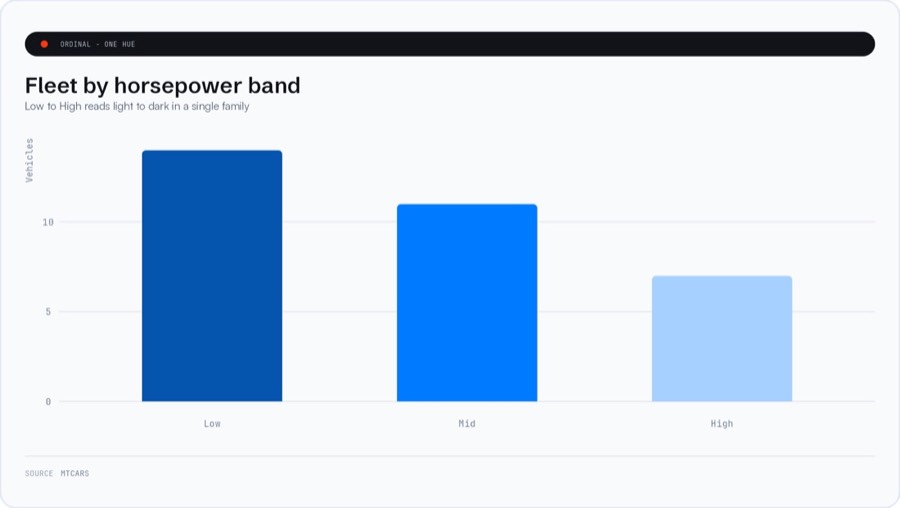 ORDINAL - ONE HUE
Fleet by horsepower band
Low to High reads light to dark in a single family
Vehicles
10
5
0
Low Mid High
SOURCE MTCARS